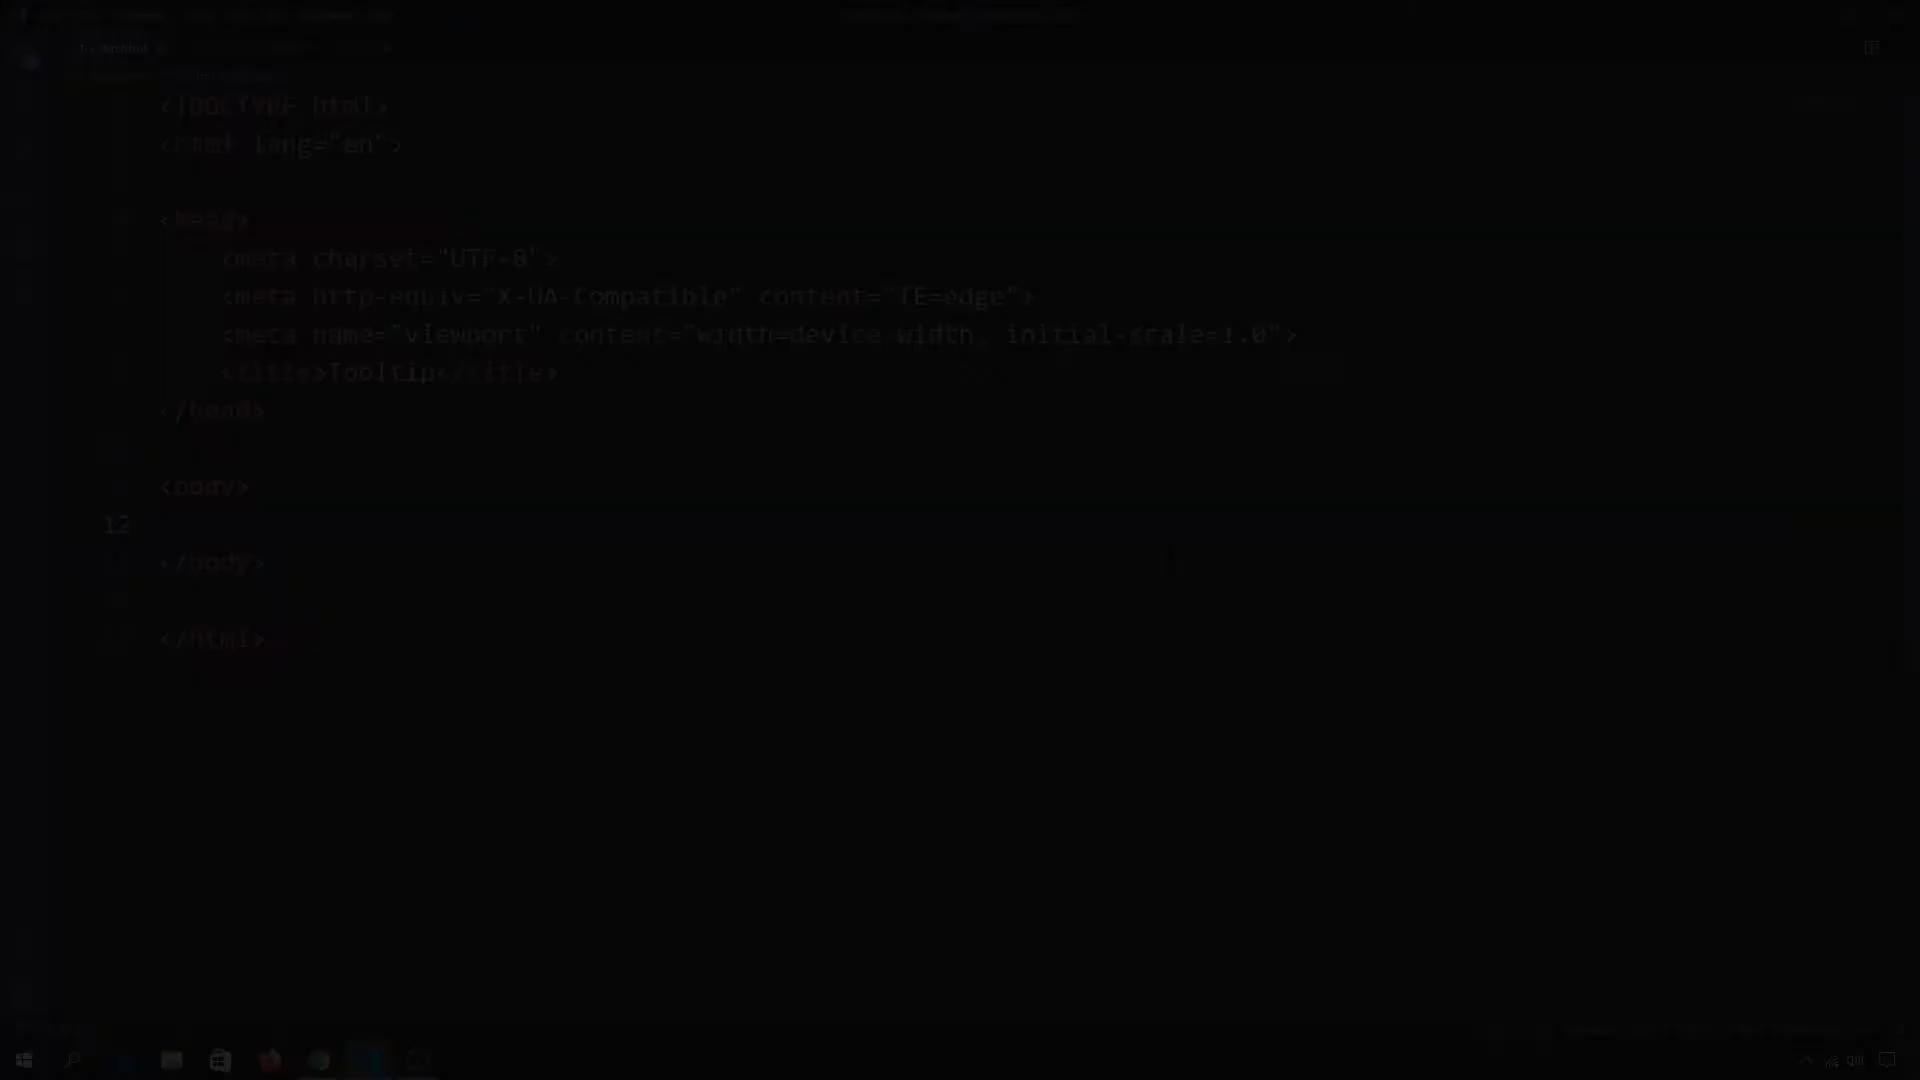 <!DOCTYPE html>
<html lang="en">
<head>
<meta charset="UTF-8">
<meta http-equiv="X-UA-Compatible" content="IE=edge">
<meta name="viewport" content="width=device-width, initial-scale=1.0">
<title>Tooltip</title>
</head>
<body>
12
</body>
</html>